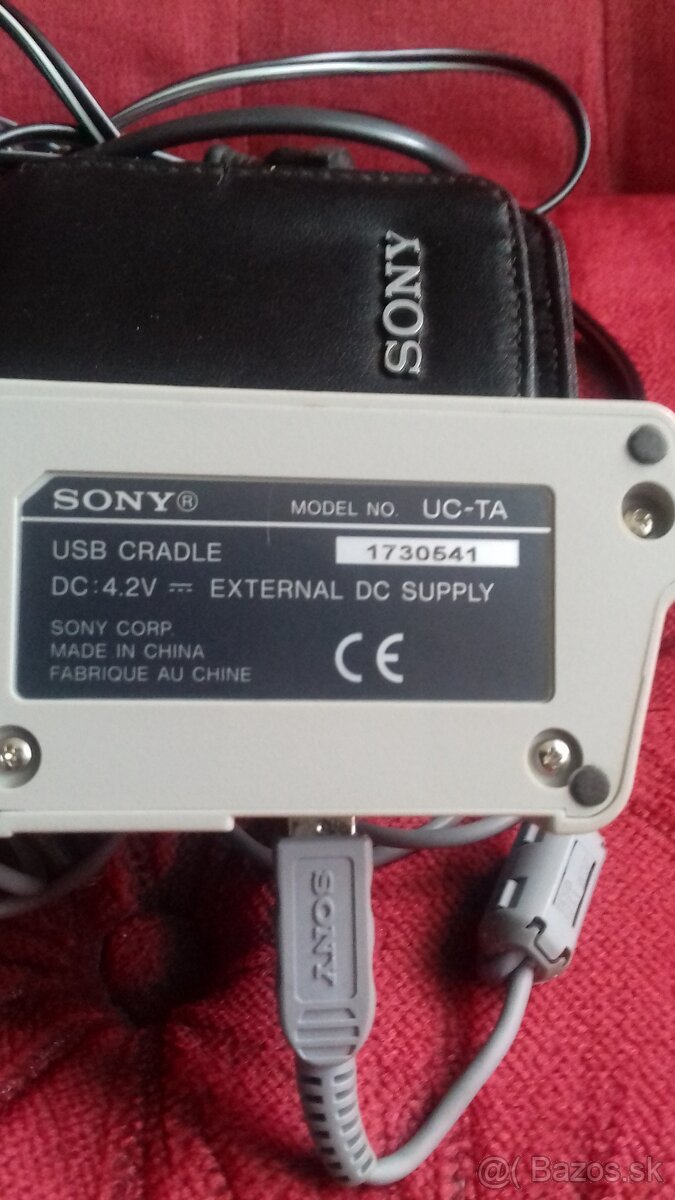 SONY
SONY® MODEL NO. UC-TA
USB CRADLE 1730541
DC:4.2V ⎓ EXTERNAL DC SUPPLY
SONY CORP.
MADE IN CHINA
FABRIQUE AU CHINE
CE
SONY
@( Bazos.sk